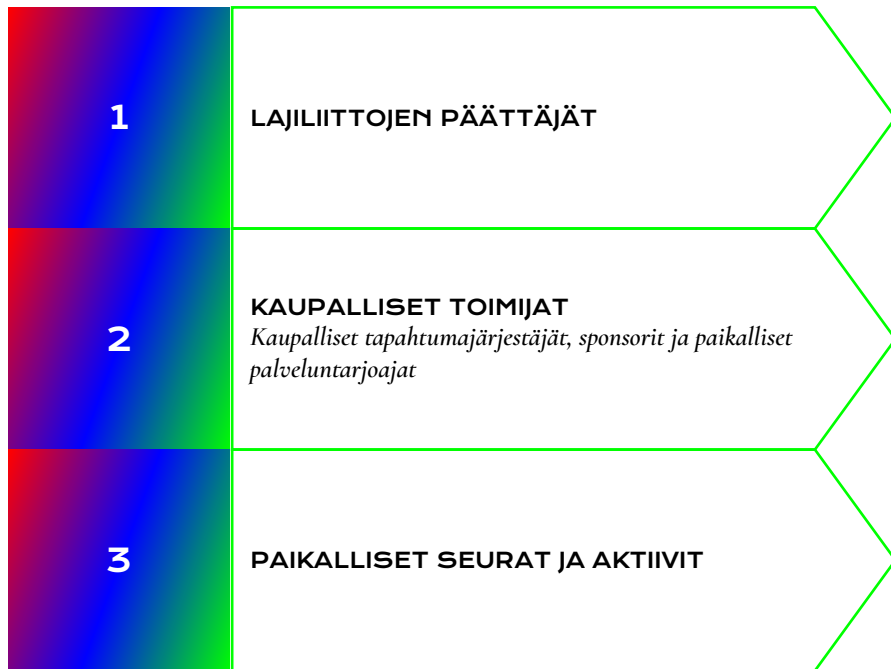 1
LAJILIITTOJEN PÄÄTTÄJÄT
2
KAUPALLISET TOIMIJAT
Kaupalliset tapahtumajärjestäjät, sponsorit ja paikalliset
palveluntarjoajat
3
PAIKALLISET SEURAT JA AKTIIVIT